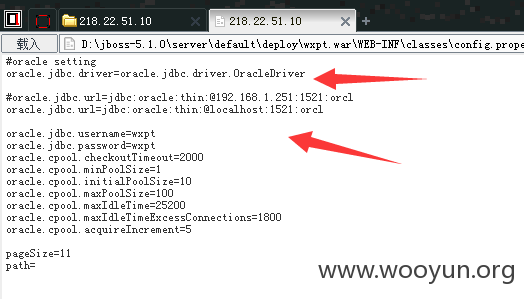 218.22.51.10
218.22.51.10
载入
D:\jboss-5.1.0\server\default\deploy\wxpt.war\WEB-INF\classes\config.prope
#oracle setting
oracle.jdbc.driver=oracle.jdbc.driver.OracleDriver
#oracle.jdbc.url=jdbc:oracle:thin:@192.168.1.251:1521:orcl
oracle.jdbc.url=jdbc:oracle:thin:@localhost:1521:orcl
oracle.jdbc.username=wxpt
oracle.jdbc.password=wxpt
oracle.cpool.checkoutTimeout=2000
oracle.cpool.minPoolSize=1
oracle.cpool.initialPoolSize=10
oracle.cpool.maxPoolSize=100
oracle.cpool.maxIdleTime=25200
oracle.cpool.maxIdleTimeExcessConnections=1800
oracle.cpool.acquireIncrement=5
pageSize=11
path=
www.wooyun.org